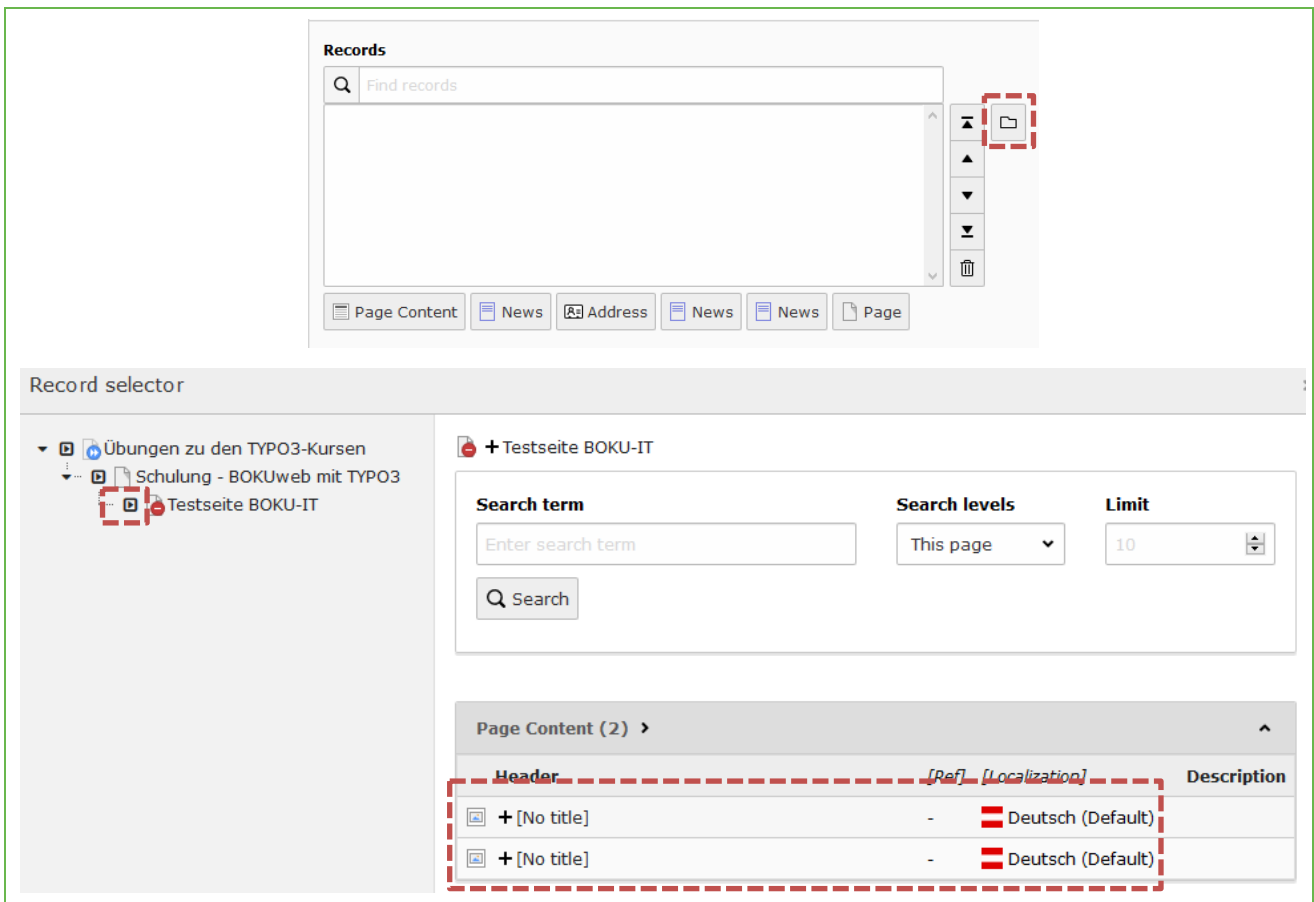 Records
Find records
Page Content News Address News News Page
Record selector
Übungen zu den TYPO3-Kursen
Schulung - BOKUweb mit TYPO3
Testseite BOKU-IT
+ Testseite BOKU-IT
Search term Search levels Limit
Enter search term This page 10
Search
Page Content (2) >
Header [Ref] [Localization] Description
+ [No title] - Deutsch (Default)
+ [No title] - Deutsch (Default)